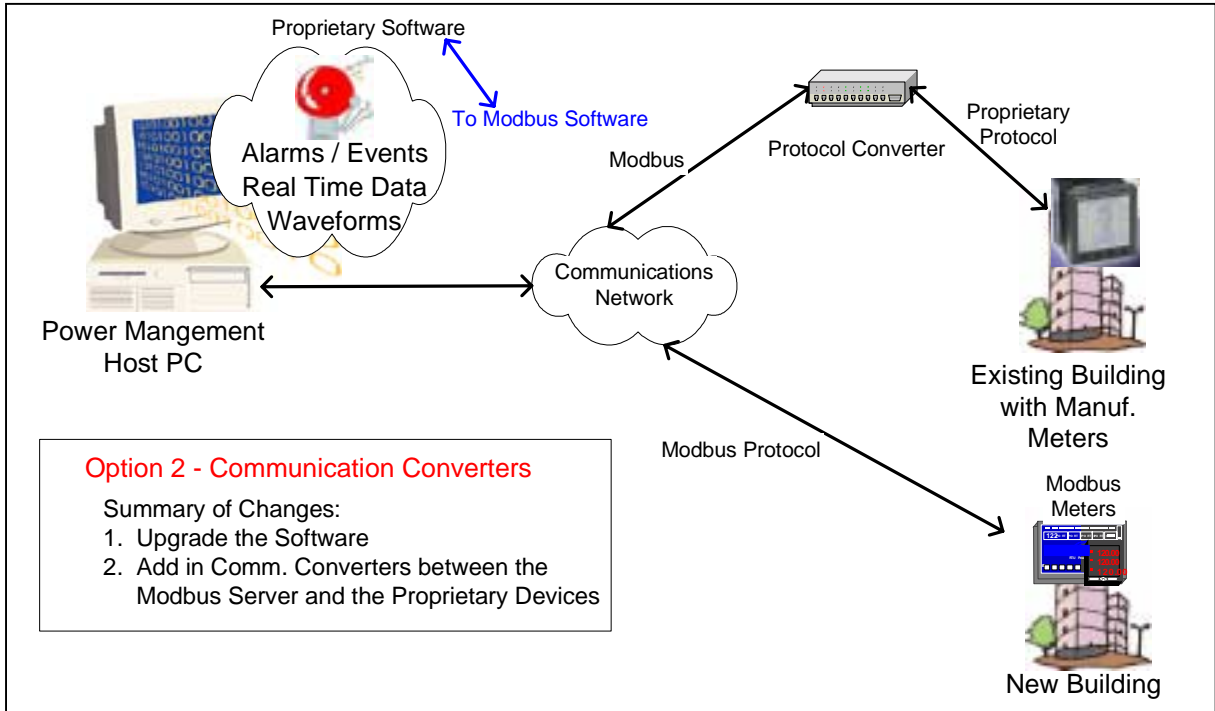 Proprietary Software
To Modbus Software
Alarms / Events
Real Time Data
Waveforms
Power Mangement
Host PC
Communications
Network
Modbus
Protocol Converter
Proprietary
Protocol
Existing Building
with Manuf.
Meters
Modbus Protocol
Modbus
Meters
New Building
Option 2 - Communication Converters
Summary of Changes:
1. Upgrade the Software
2. Add in Comm. Converters between the
Modbus Server and the Proprietary Devices